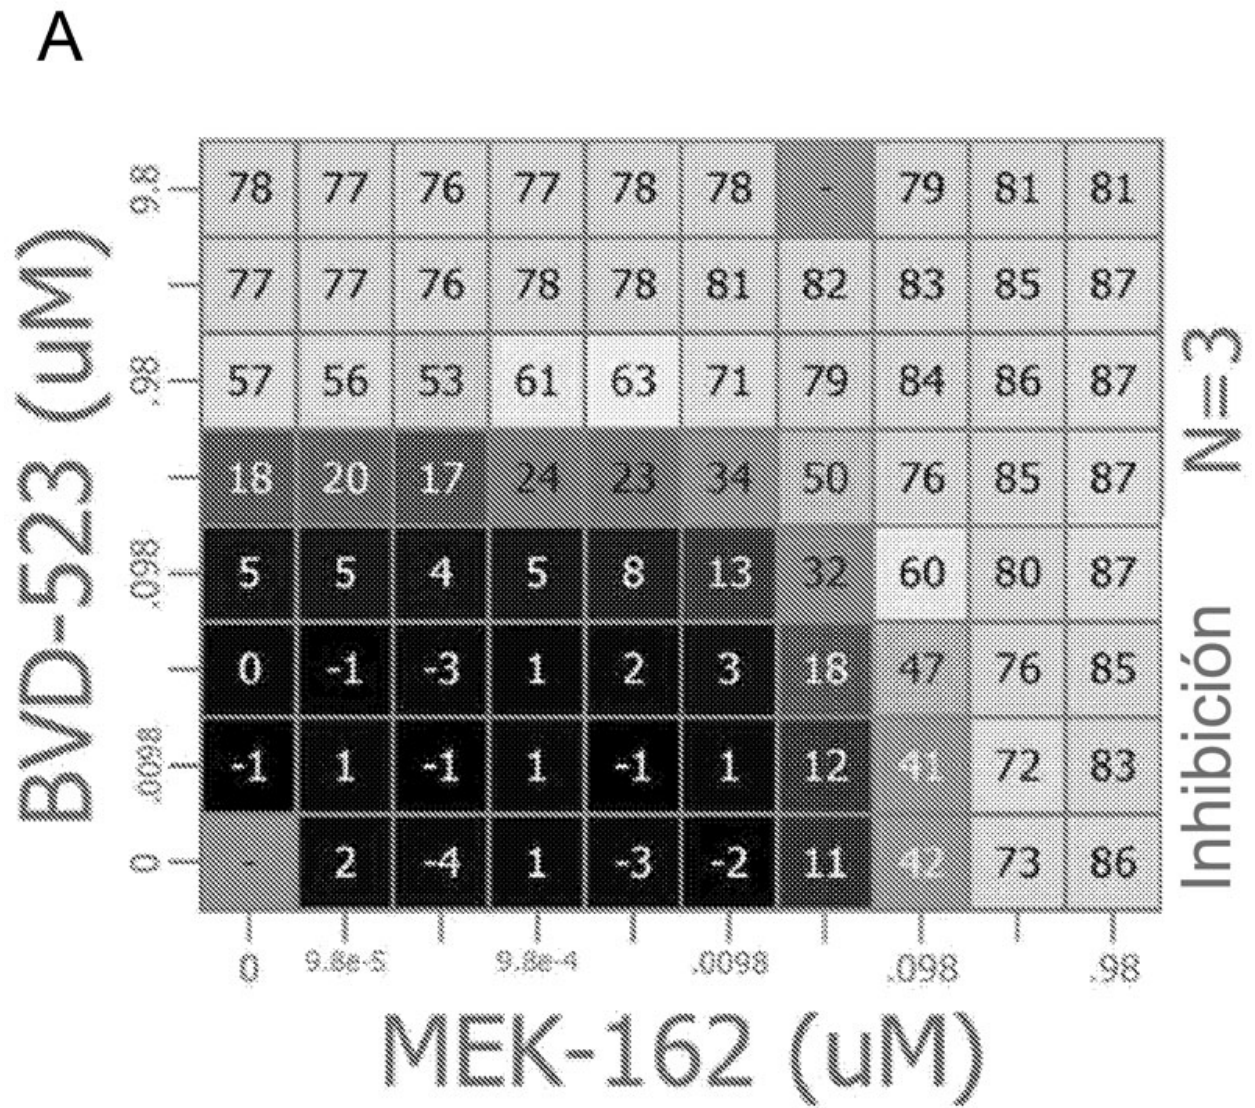 A
BVD-523 (uM)
9.8 78 77 76 77 78 78 - 79 81 81
77 77 76 78 78 81 82 83 85 87
.98 57 56 53 61 63 71 79 84 86 87
18 20 17 24 23 34 50 76 85 87
.098 5 5 4 5 8 13 32 60 80 87
0 -1 -3 1 2 3 18 47 76 85
.0098 -1 1 -1 1 -1 1 12 41 72 83
0 - 2 -4 1 -3 -2 11 42 73 86
0 9.8e-5 9.8e-4 .0098 .098 .98
MEK-162 (uM)
Inhibición N=3